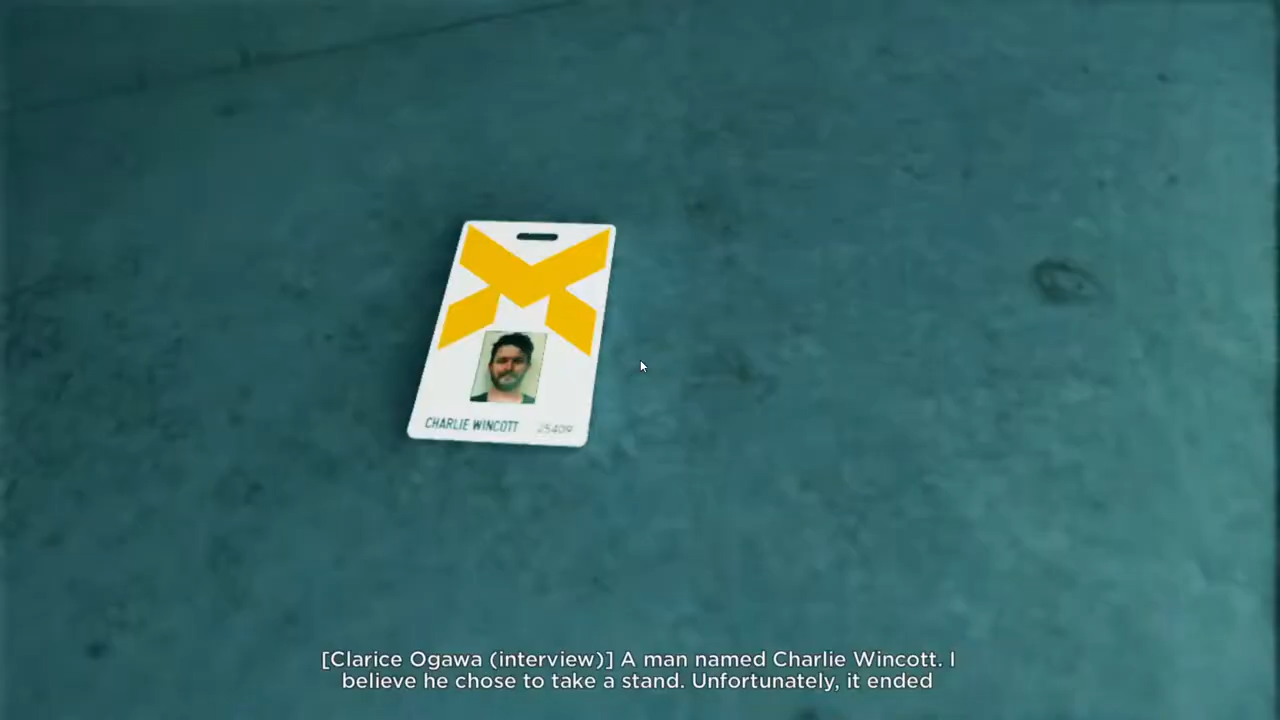 CHARLIE WINCOTT 25409
[Clarice Ogawa (interview)] A man named Charlie Wincott. I
believe he chose to take a stand. Unfortunately, it ended